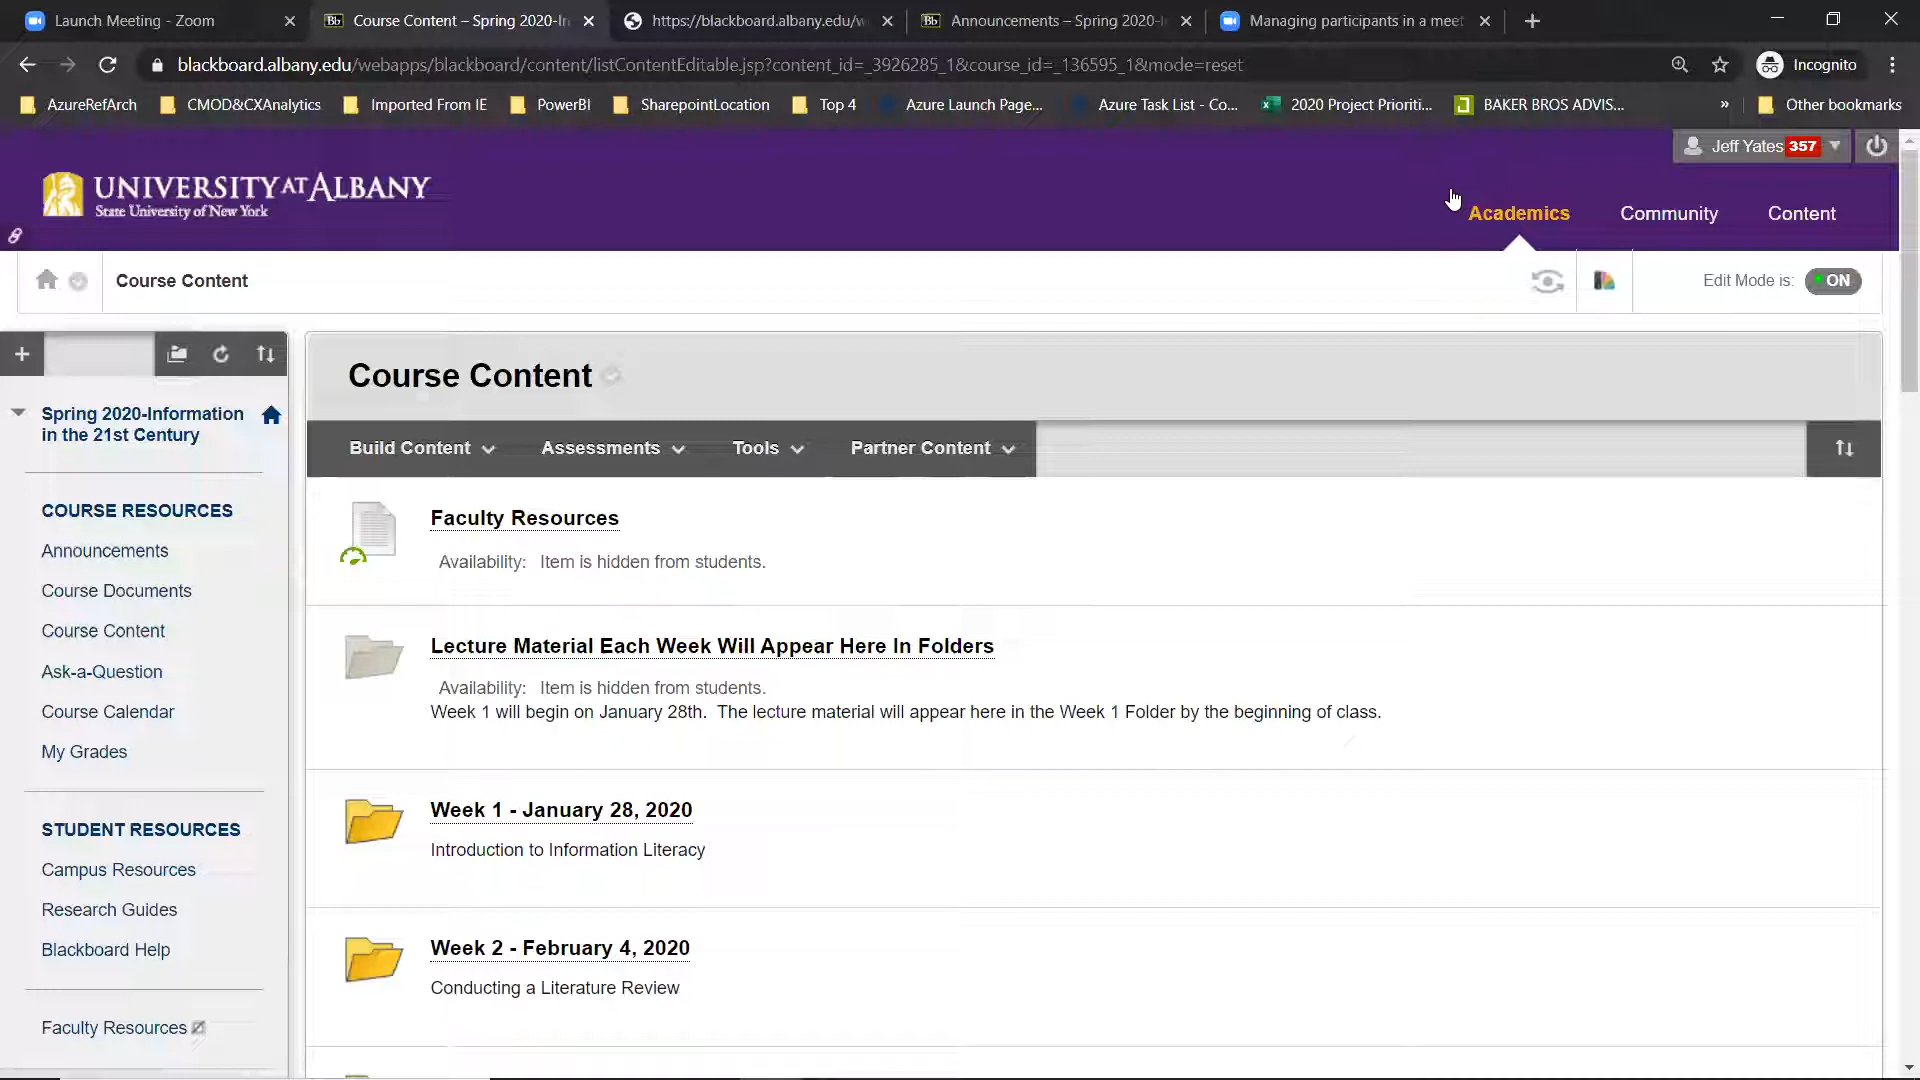 Launch Meeting - Zoom
Bb Course Content – Spring 2020-I
https://blackboard.albany.edu/w
Bb Announcements – Spring 2020-
Managing participants in a meet
blackboard.albany.edu/webapps/blackboard/content/listContentEditable.jsp?content_id=_3926285_1&course_id=_136595_1&mode=reset
Incognito
AzureRefArch
CMOD&CXAnalytics
Imported From IE
PowerBI
SharepointLocation
Top 4
Azure Launch Page...
Azure Task List - Co...
2020 Project Prioriti...
BAKER BROS ADVIS...
»
Other bookmarks
Jeff Yates 357
UNIVERSITY AT ALBANY
State University of New York
Academics
Community
Content
Course Content
Edit Mode is: ON
Spring 2020-Information
in the 21st Century
COURSE RESOURCES
Announcements
Course Documents
Course Content
Ask-a-Question
Course Calendar
My Grades
STUDENT RESOURCES
Campus Resources
Research Guides
Blackboard Help
Faculty Resources
Course Content
Build Content
Assessments
Tools
Partner Content
Faculty Resources
Availability: Item is hidden from students.
Lecture Material Each Week Will Appear Here In Folders
Availability: Item is hidden from students.
Week 1 will begin on January 28th. The lecture material will appear here in the Week 1 Folder by the beginning of class.
Week 1 - January 28, 2020
Introduction to Information Literacy
Week 2 - February 4, 2020
Conducting a Literature Review